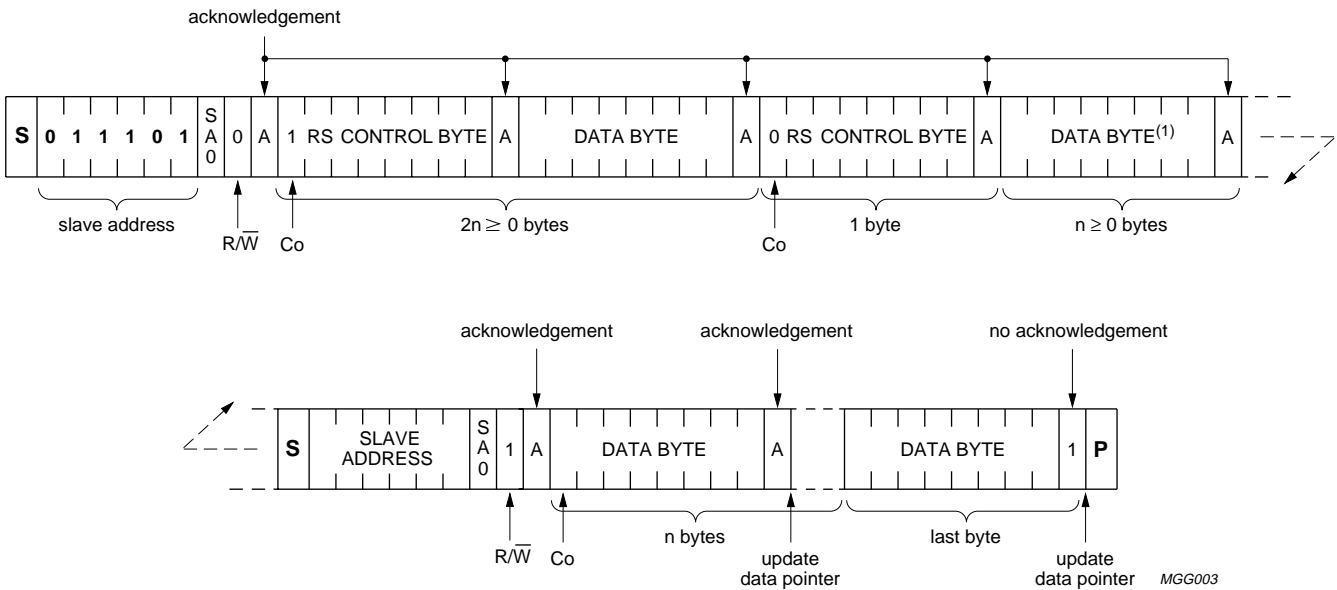 acknowledgement
S 0 1 1 1 0 1 S A 0 0 A 1 RS CONTROL BYTE A DATA BYTE A 0 RS CONTROL BYTE A DATA BYTE(1) A
slave address
R/W̅
Co
2n ≥ 0 bytes
Co
1 byte
n ≥ 0 bytes
acknowledgement
acknowledgement
no acknowledgement
S SLAVE ADDRESS S A 0 1 A DATA BYTE A DATA BYTE 1 P
R/W̅
Co
n bytes
update
data pointer
last byte
update
data pointer
MGG003